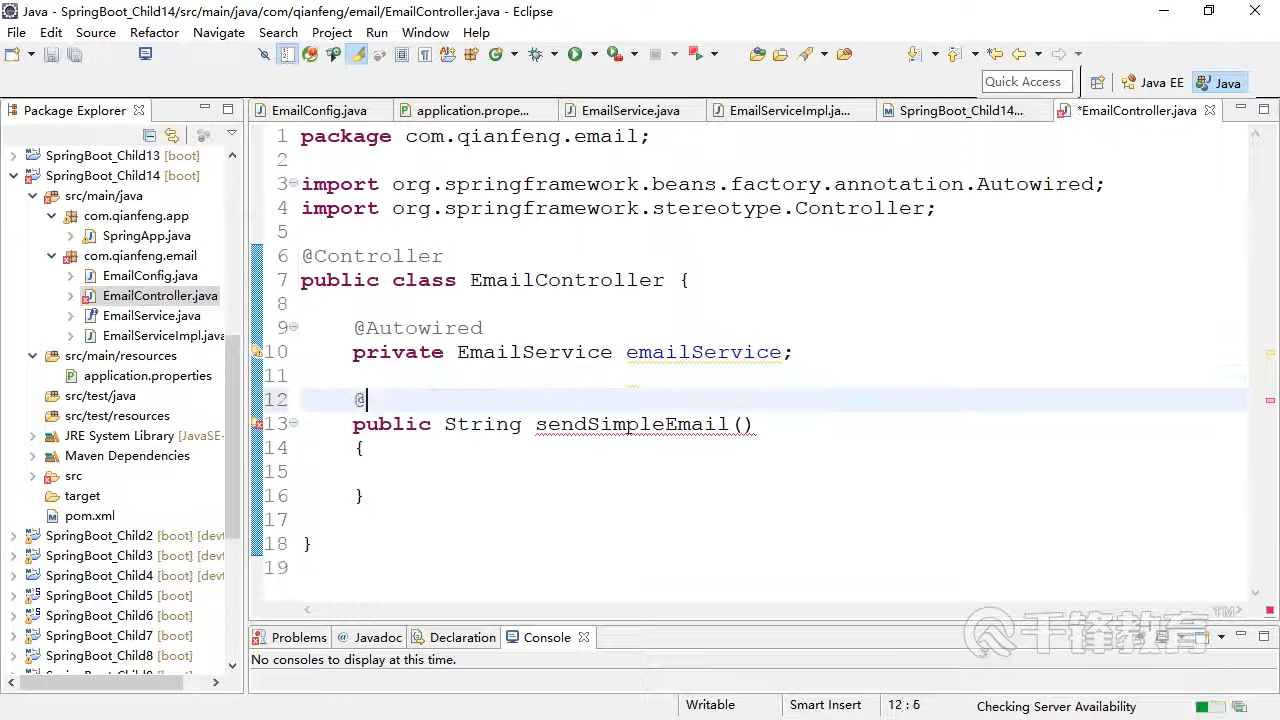 Java - SpringBoot_Child14/src/main/java/com/qianfeng/email/EmailController.java - Eclipse
File Edit Source Refactor Navigate Search Project Run Window Help
Quick Access
Java EE
Java
Package Explorer
EmailConfig.java
application.prope...
EmailService.java
EmailServiceImpl.ja...
SpringBoot_Child14,...
*EmailController.java
SpringBoot_Child13 [boot]
SpringBoot_Child14 [boot]
src/main/java
com.qianfeng.app
SpringApp.java
com.qianfeng.email
EmailConfig.java
EmailController.java
EmailService.java
EmailServiceImpl.java
src/main/resources
application.properties
src/test/java
src/test/resources
JRE System Library [JavaSE-
Maven Dependencies
src
target
pom.xml
SpringBoot_Child2 [boot] [devt
SpringBoot_Child3 [boot] [devt
SpringBoot_Child4 [boot] [devt
SpringBoot_Child5 [boot]
SpringBoot_Child6 [boot]
SpringBoot_Child7 [boot]
SpringBoot_Child8 [boot]
1 package com.qianfeng.email;
2
3 import org.springframework.beans.factory.annotation.Autowired;
4 import org.springframework.stereotype.Controller;
5
6 @Controller
7 public class EmailController {
8
9 @Autowired
10 private EmailService emailService;
11
12 @
13 public String sendSimpleEmail()
14 {
15
16 }
17
18 }
19
千锋教育 TM
Problems @ Javadoc Declaration Console
No consoles to display at this time.
Writable
Smart Insert
12 : 6
Checking Server Availability